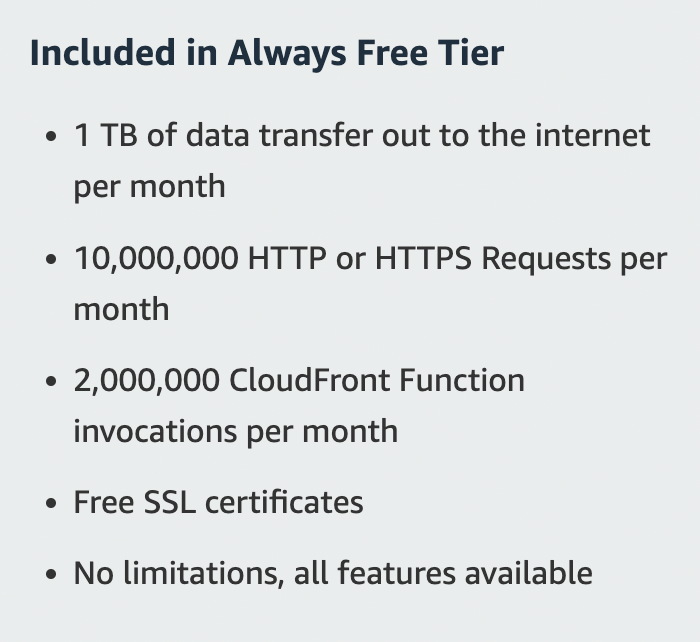 Included in Always Free Tier
• 1 TB of data transfer out to the internet
per month
• 10,000,000 HTTP or HTTPS Requests per
month
• 2,000,000 CloudFront Function
invocations per month
• Free SSL certificates
• No limitations, all features available